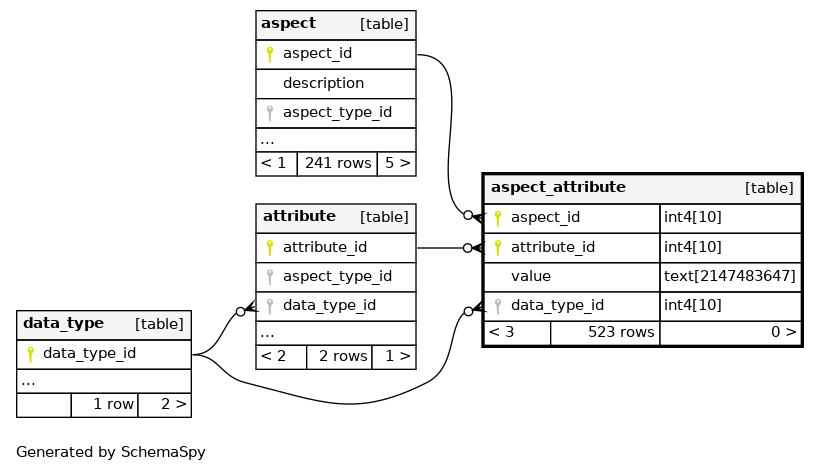 aspect [table]
aspect_id
description
aspect_type_id
...
< 1 241 rows 5 >
attribute [table]
attribute_id
aspect_type_id
data_type_id
...
< 2 2 rows 1 >
aspect_attribute [table]
aspect_id int4[10]
attribute_id int4[10]
value text[2147483647]
data_type_id int4[10]
< 3 523 rows 0 >
data_type [table]
data_type_id
...
1 row 2 >
Generated by SchemaSpy